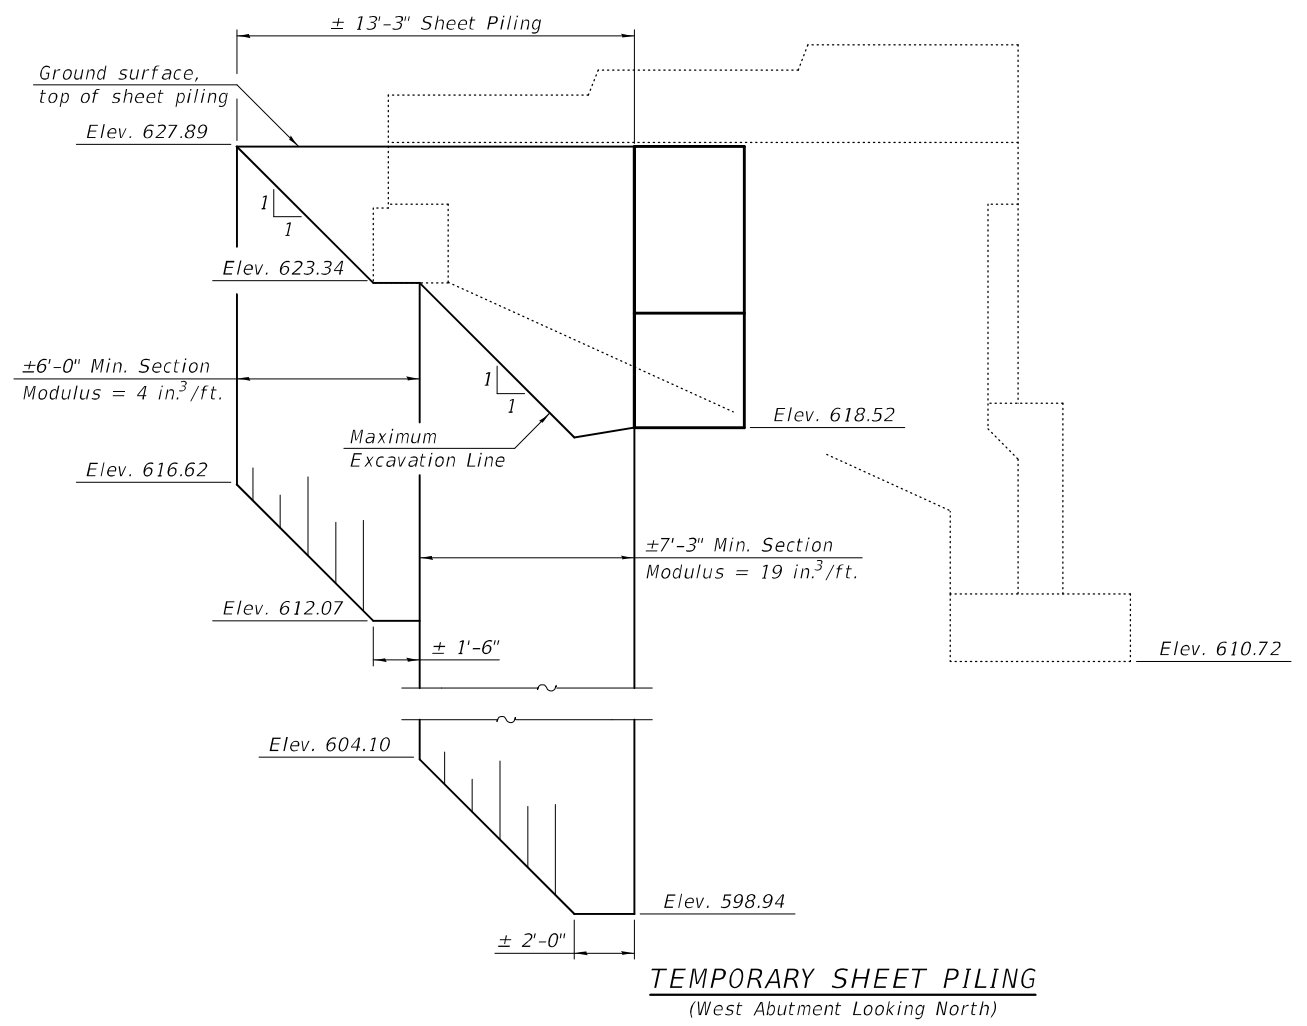 ± 13'-3" Sheet Piling
Ground surface,
top of sheet piling
Elev. 627.89
1
1
Elev. 623.34
±6'-0" Min. Section
Modulus = 4 in.³/ft.
1
1
Elev. 618.52
Maximum
Excavation Line
Elev. 616.62
±7'-3" Min. Section
Modulus = 19 in.³/ft.
Elev. 612.07
± 1'-6"
Elev. 610.72
Elev. 604.10
Elev. 598.94
± 2'-0"
TEMPORARY SHEET PILING
(West Abutment Looking North)